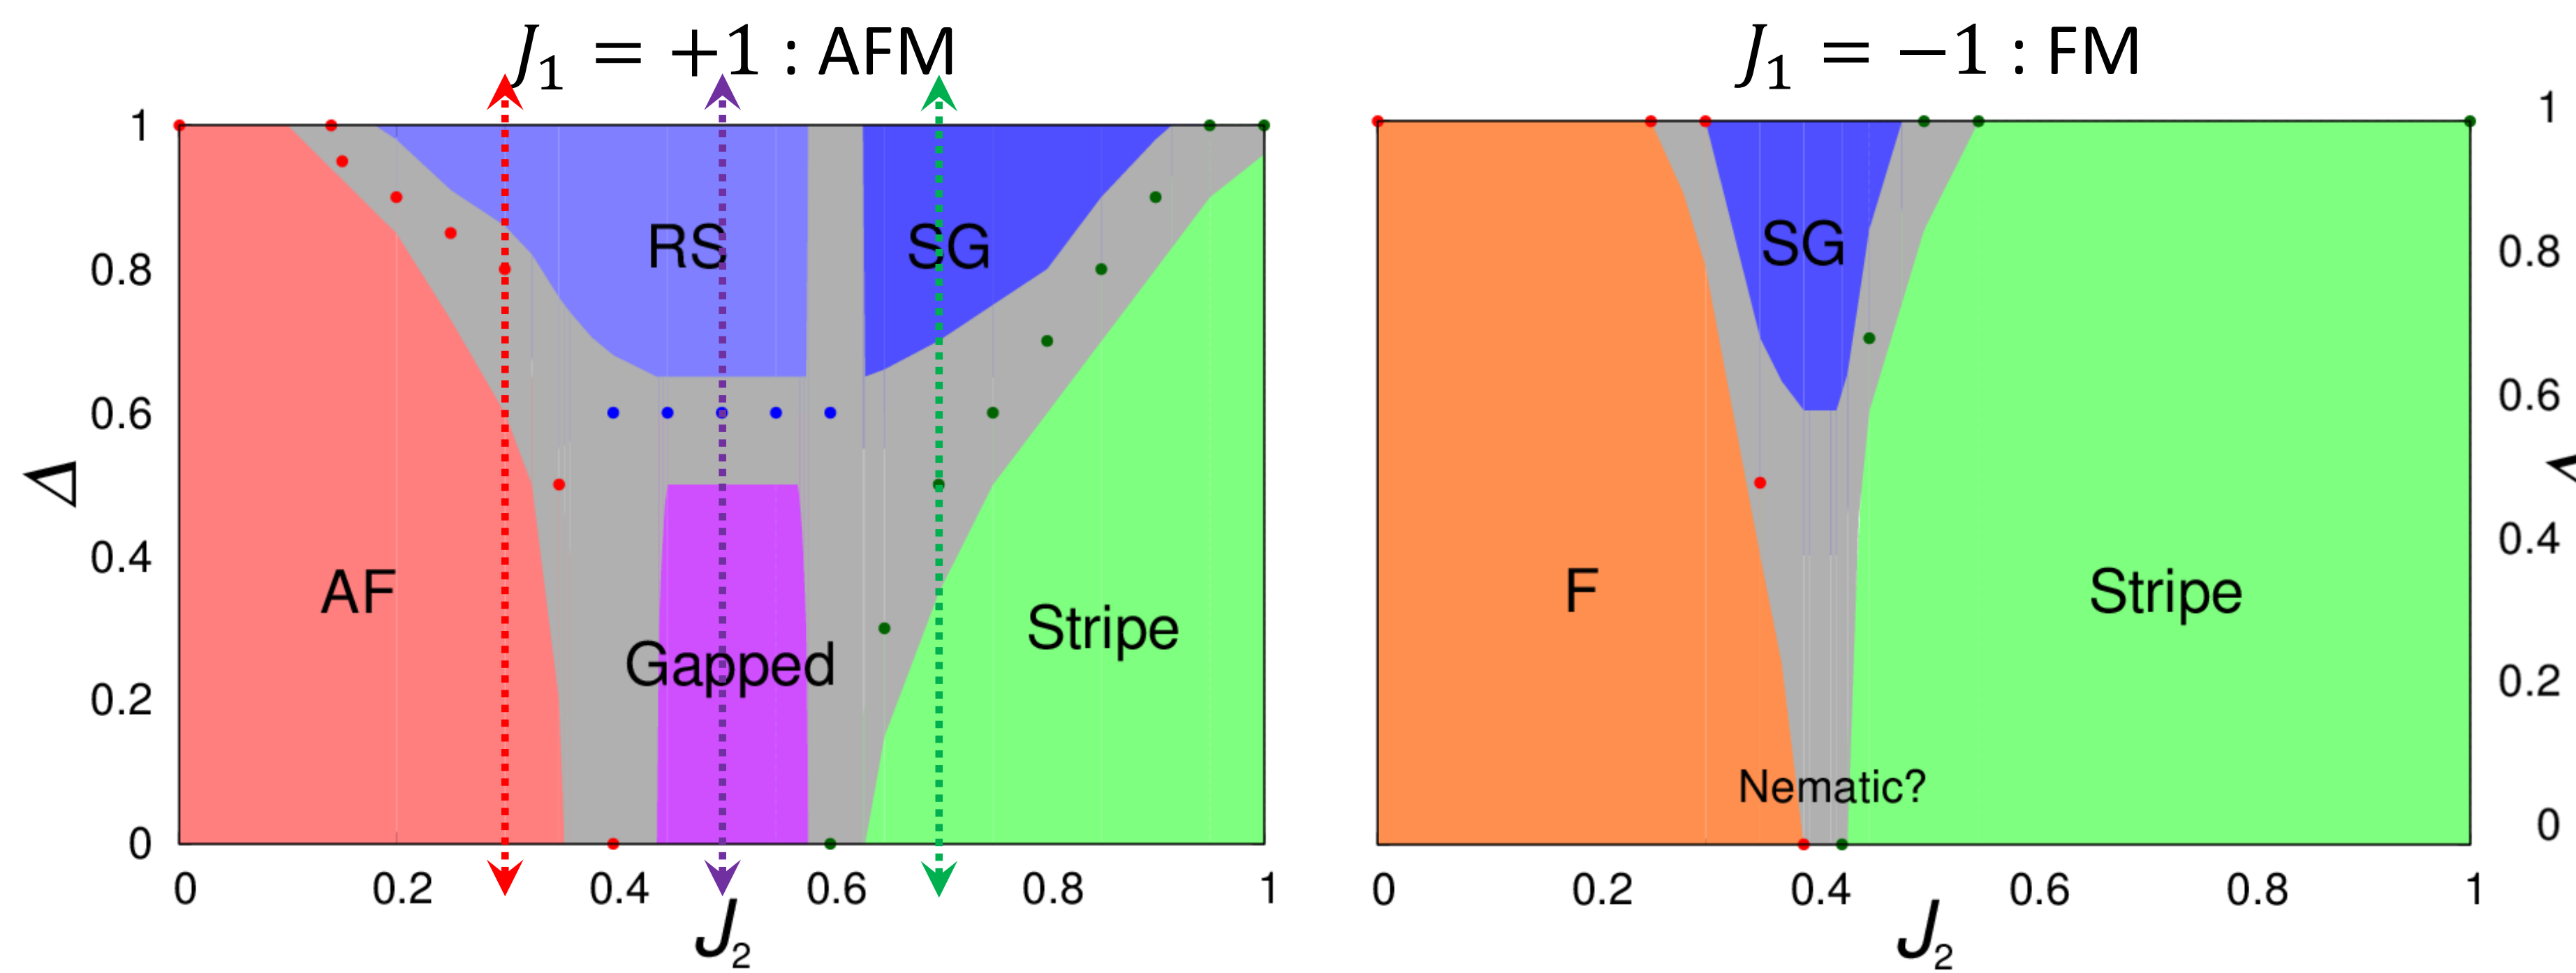 J₁ = +1 : AFM
1
0.8
0.6
0.4
0.2
0
Δ
RS
SG
AF
Gapped
Stripe
0 0.2 0.4 0.6 0.8 1
J₂
J₁ = −1 : FM
SG
F
Stripe
Nematic?
0 0.2 0.4 0.6 0.8 1
J₂
1
0.8
0.6
0.4
0.2
0